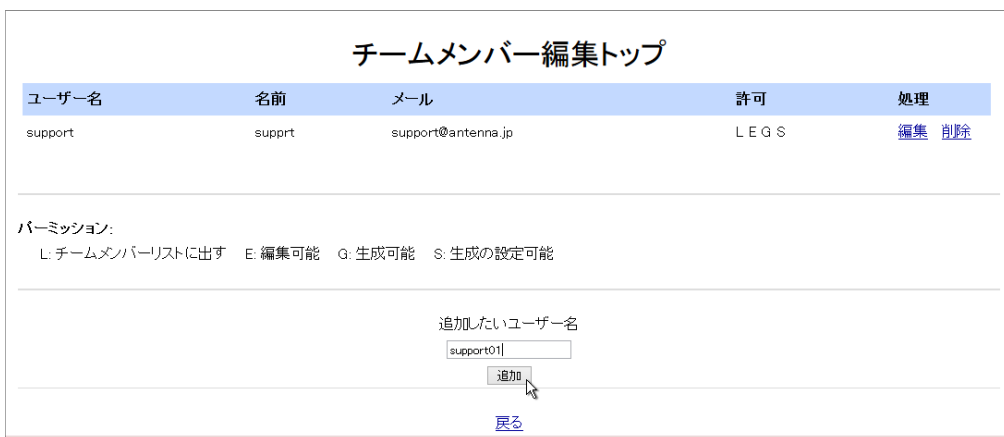 チームメンバー編集トップ
ユーザー名 名前 メール 許可 処理
support supprt support@antenna.jp L E G S 編集 削除
パーミッション:
L: チームメンバーリストに出す E: 編集可能 G: 生成可能 S: 生成の設定可能
追加したいユーザー名
support01
追加
戻る